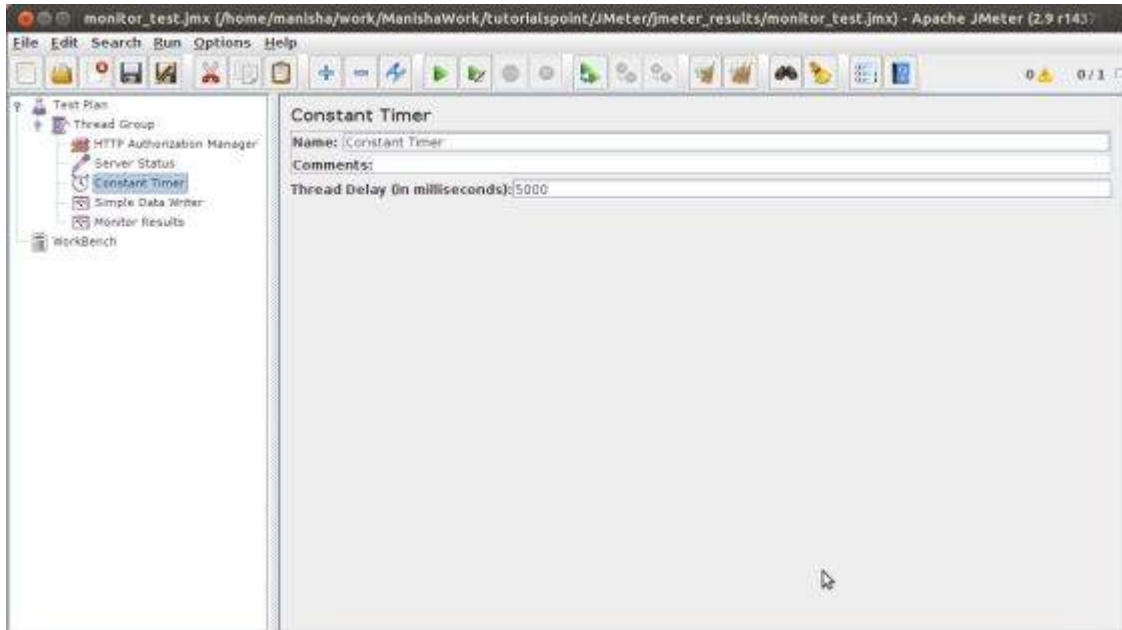 monitor_test.jmx (/home/manisha/work/ManishaWork/tutorialspoint/JMeter/jmeter_results/monitor_test.jmx) - Apache JMeter (2.9 r1437
File Edit Search Run Options Help
0 0/1
Test Plan
Thread Group
HTTP Authorization Manager
Server Status
Constant Timer
Simple Data Writer
Monitor Results
WorkBench
Constant Timer
Name: Constant Timer
Comments:
Thread Delay (in milliseconds): 5000